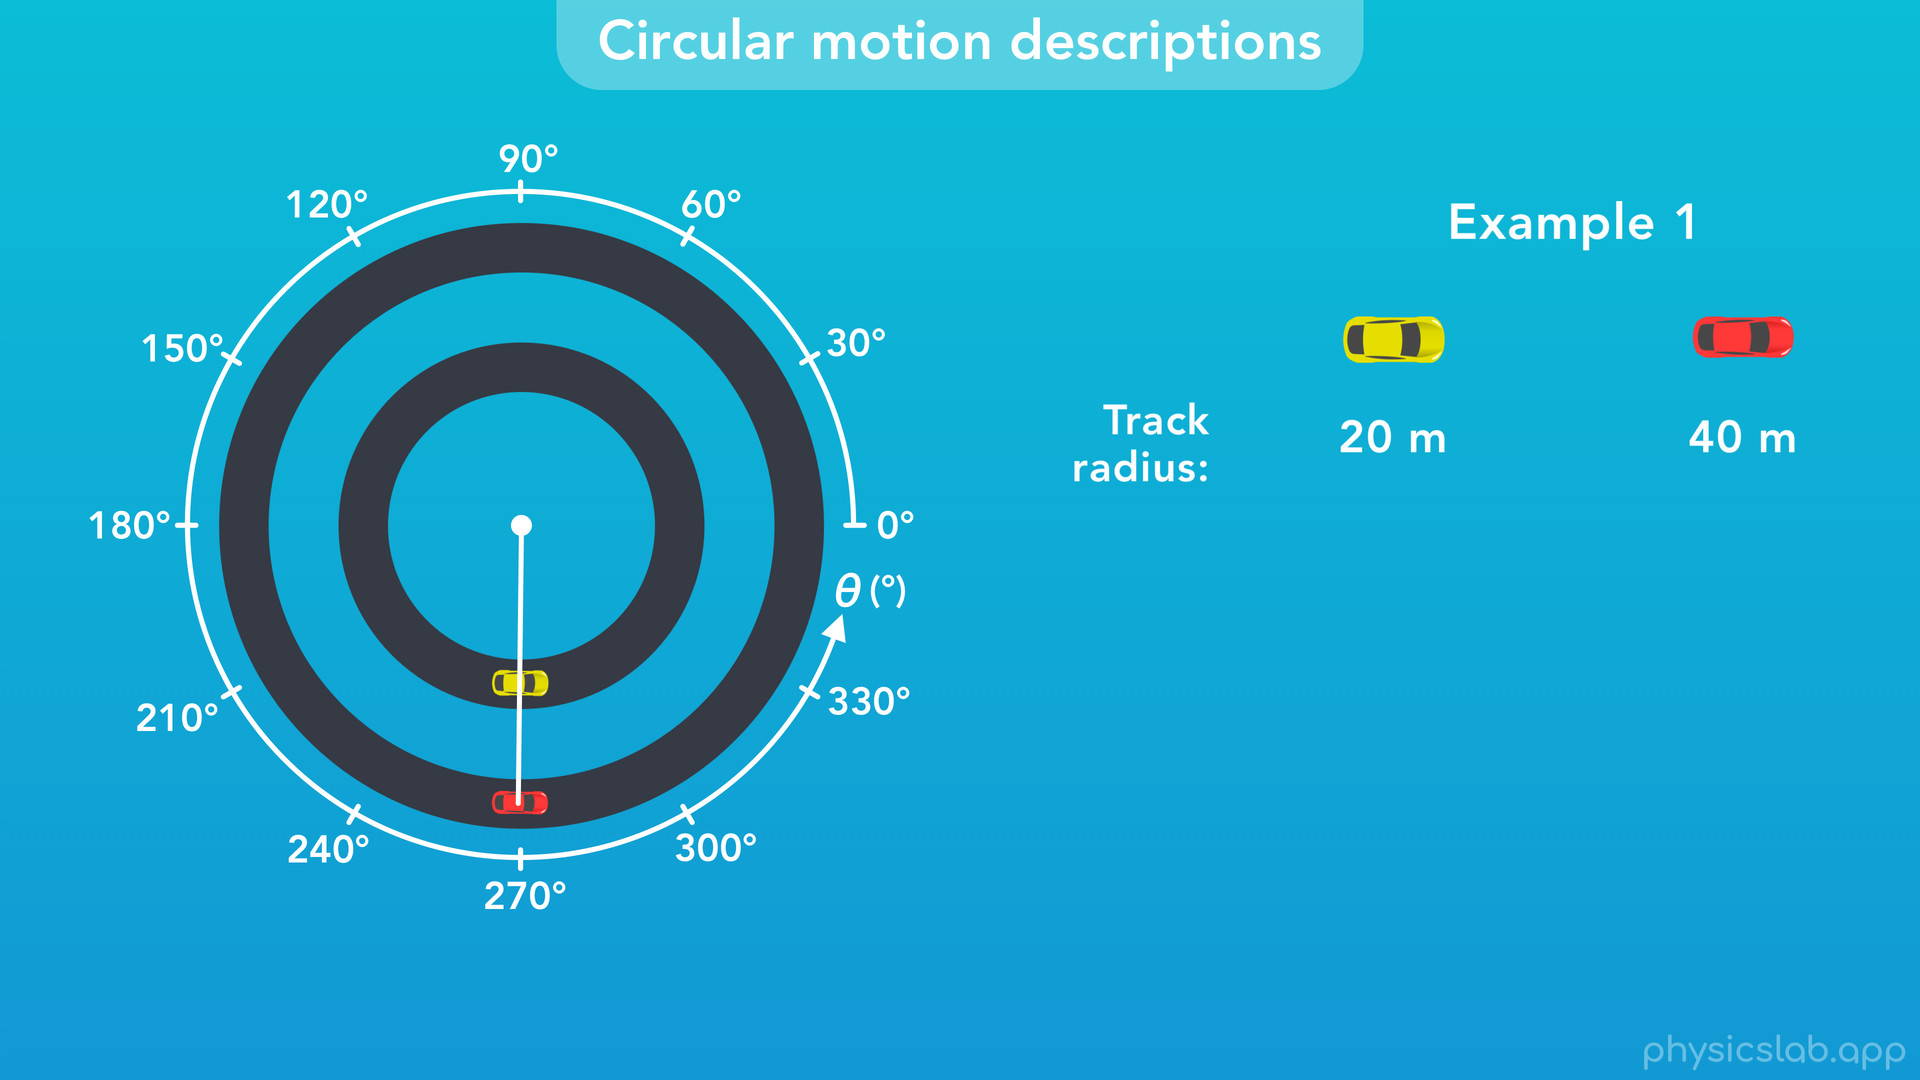 Circular motion descriptions
90°
120°
60°
150°
30°
180°
0°
θ (°)
210°
330°
240°
300°
270°
Example 1
Track
radius:
20 m
40 m
physicslab.app